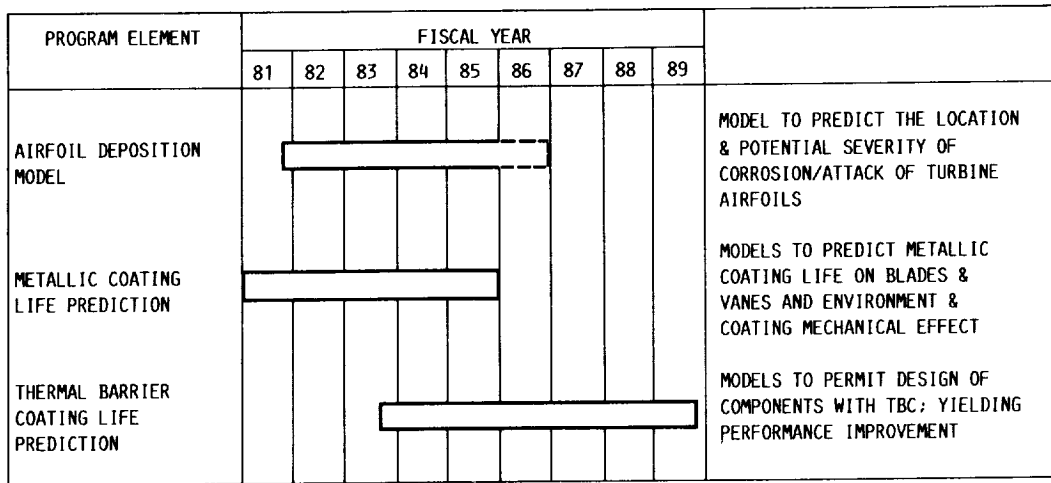 PROGRAM ELEMENT
FISCAL YEAR
81 82 83 84 85 86 87 88 89
AIRFOIL DEPOSITION
MODEL
MODEL TO PREDICT THE LOCATION
& POTENTIAL SEVERITY OF
CORROSION/ATTACK OF TURBINE
AIRFOILS
METALLIC COATING
LIFE PREDICTION
MODELS TO PREDICT METALLIC
COATING LIFE ON BLADES &
VANES AND ENVIRONMENT &
COATING MECHANICAL EFFECT
THERMAL BARRIER
COATING LIFE
PREDICTION
MODELS TO PERMIT DESIGN OF
COMPONENTS WITH TBC; YIELDING
PERFORMANCE IMPROVEMENT